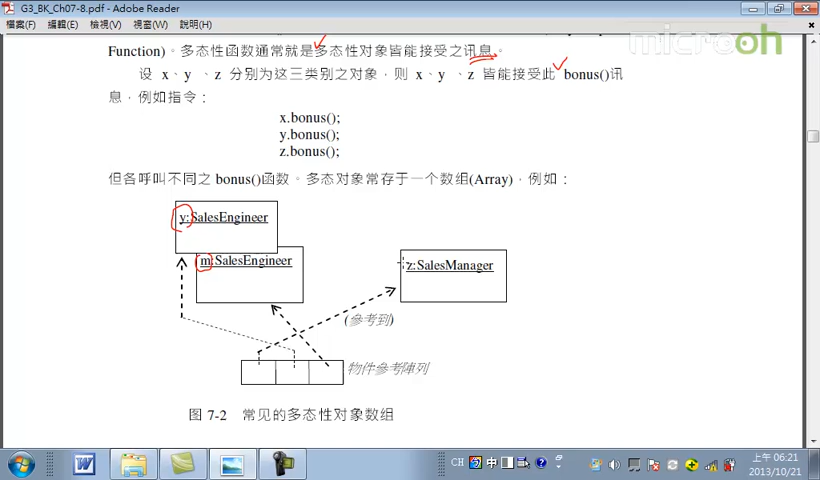 G3_BK_Ch07-8.pdf - Adobe Reader
檔案(F) 編輯(E) 檢視(V) 視窗(W) 說明(H)
microoh
Function)。多态性函数通常就是多态性对象皆能接受之讯息。
设 x、y 、z 分别为这三类别之对象，则 x、y 、z 皆能接受此 bonus()讯
息，例如指令：
x.bonus();
y.bonus();
z.bonus();
但各呼叫不同之 bonus()函数。多态对象常存于一个数组(Array)，例如：
y:SalesEngineer
m:SalesEngineer
z:SalesManager
(參考到)
物件參考陣列
图 7-2 常见的多态性对象数组
CH 中
上午 06:21
2013/10/21